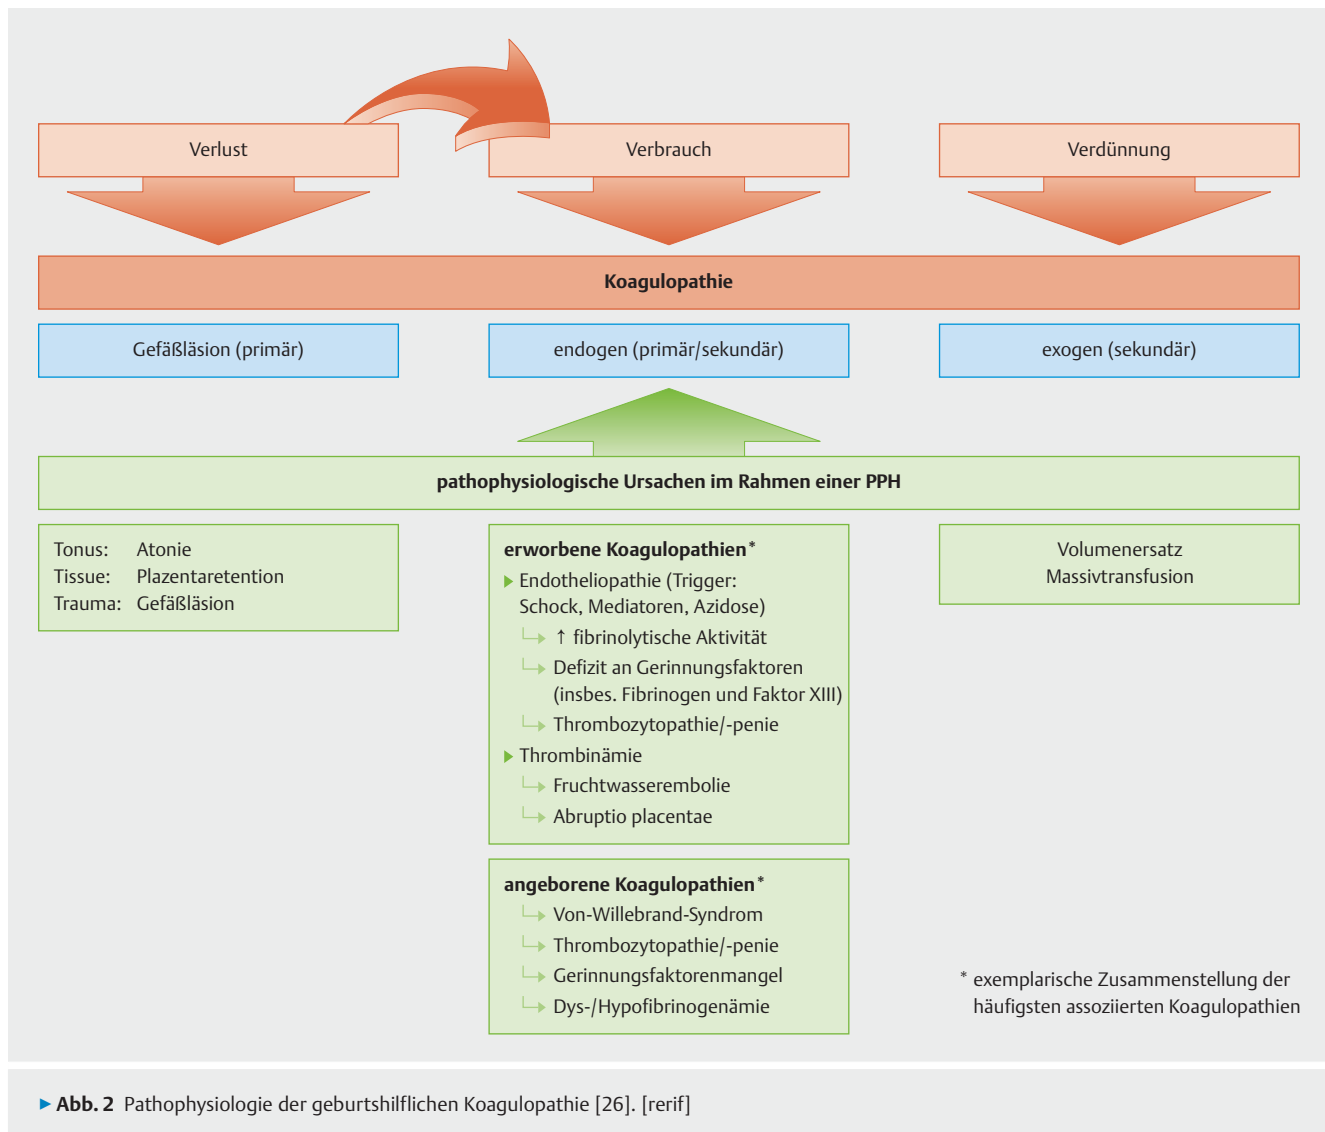 Verlust
Verbrauch
Verdünnung
Koagulopathie
Gefäßläsion (primär)
endogen (primär/sekundär)
exogen (sekundär)
pathophysiologische Ursachen im Rahmen einer PPH
Tonus: Atonie
Tissue: Plazentaretention
Trauma: Gefäßläsion
erworbene Koagulopathien*
▶ Endotheliopathie (Trigger:
Schock, Mediatoren, Azidose)
↑ fibrinolytische Aktivität
Defizit an Gerinnungsfaktoren
(insbes. Fibrinogen und Faktor XIII)
Thrombozytopathie/-penie
▶ Thrombinämie
Fruchtwasserembolie
Abruptio placentae
angeborene Koagulopathien*
Von-Willebrand-Syndrom
Thrombozytopathie/-penie
Gerinnungsfaktorenmangel
Dys-/Hypofibrinogenämie
Volumenersatz
Massivtransfusion
* exemplarische Zusammenstellung der
häufigsten assoziierten Koagulopathien
▶ Abb. 2 Pathophysiologie der geburtshilflichen Koagulopathie [26]. [rerif]